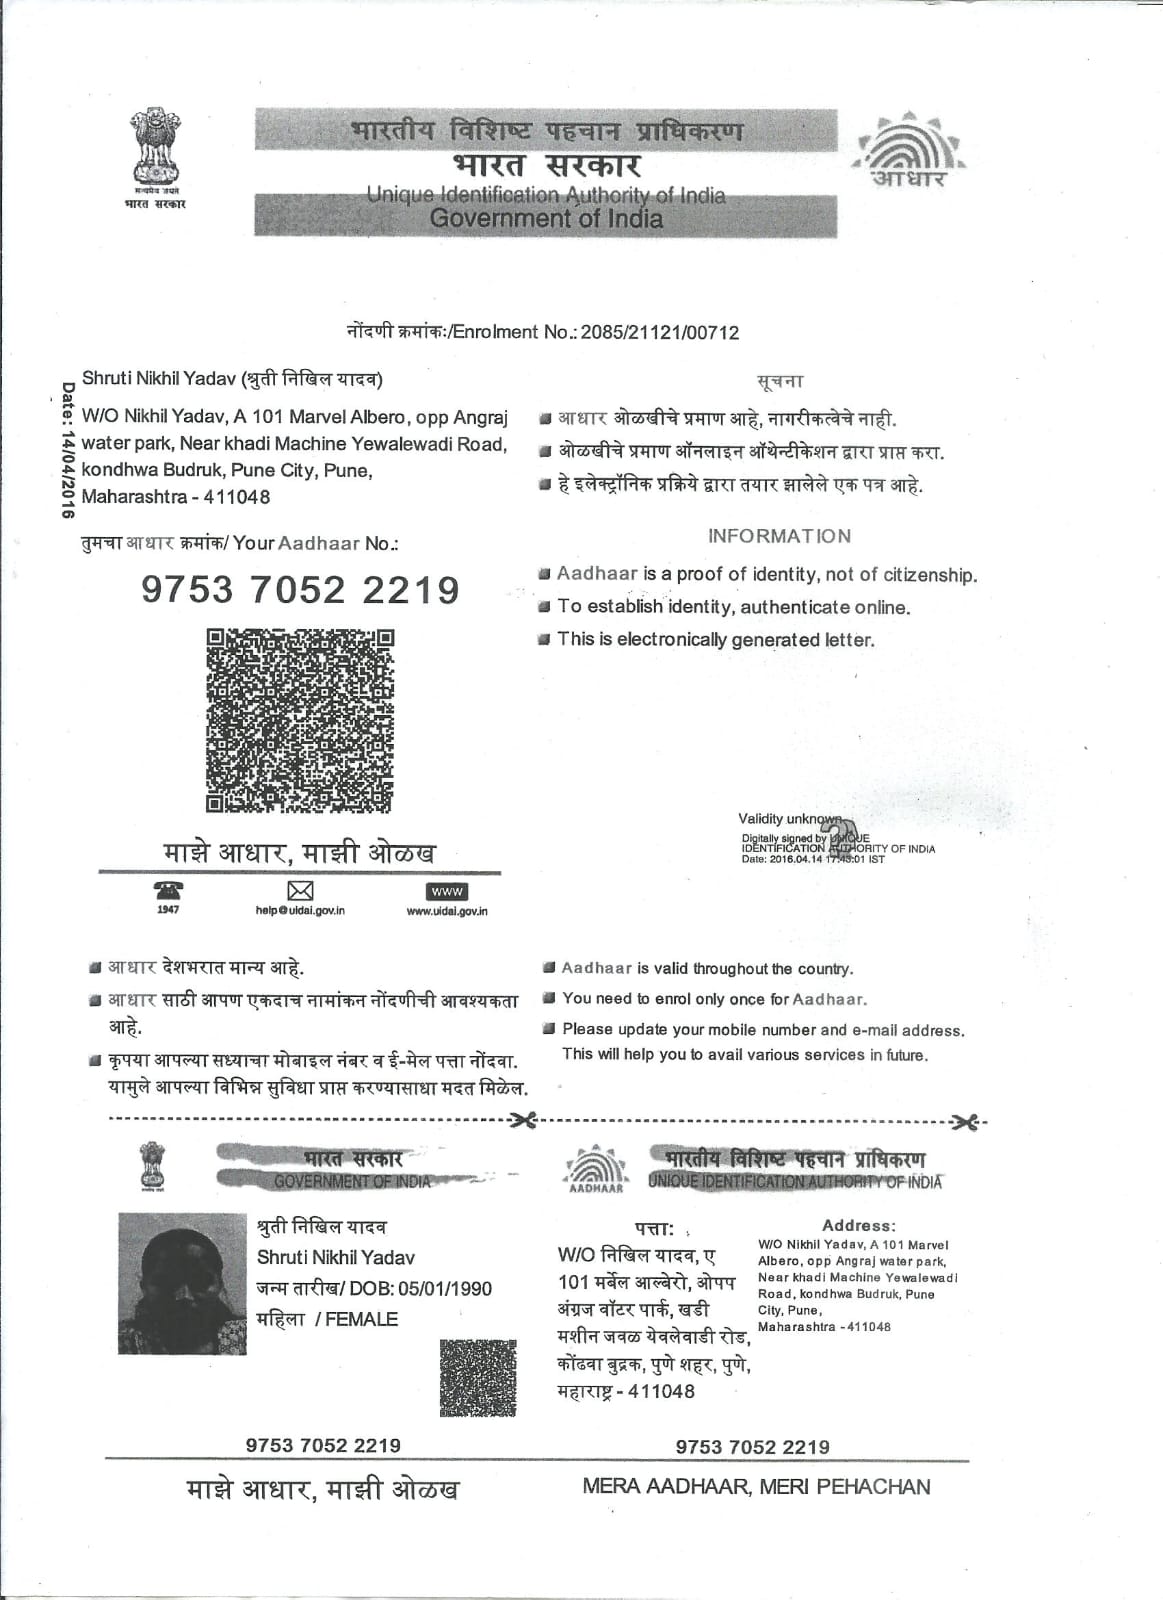 भारतीय विशिष्ट पहचान प्राधिकरण
भारत सरकार
Unique Identification Authority of India
Government of India
सत्यमेव जयते
भारत सरकार
आधार
नोंदणी क्रमांक:/Enrolment No.: 2085/21121/00712
Date: 14/04/2016
Shruti Nikhil Yadav (श्रुती निखिल यादव)
W/O Nikhil Yadav, A 101 Marvel Albero, opp Angraj
water park, Near khadi Machine Yewalewadi Road,
kondhwa Budruk, Pune City, Pune,
Maharashtra - 411048
तुमचा आधार क्रमांक/ Your Aadhaar No.:
9753 7052 2219
माझे आधार, माझी ओळख
1947
help@uidai.gov.in
www
www.uidai.gov.in
सूचना
आधार ओळखीचे प्रमाण आहे, नागरीकत्वेचे नाही.
ओळखीचे प्रमाण ऑनलाइन ऑथेन्टीकेशन द्वारा प्राप्त करा.
हे इलेक्ट्रॉनिक प्रक्रिये द्वारा तयार झालेले एक पत्र आहे.
INFORMATION
Aadhaar is a proof of identity, not of citizenship.
To establish identity, authenticate online.
This is electronically generated letter.
Validity unknown
Digitally signed by UNIQUE
IDENTIFICATION AUTHORITY OF INDIA
Date: 2016.04.14 17:43:01 IST
आधार देशभरात मान्य आहे.
आधार साठी आपण एकदाच नामांकन नोंदणीची आवश्यकता
आहे.
कृपया आपल्या सध्याचा मोबाइल नंबर व ई-मेल पत्ता नोंदवा.
यामुले आपल्या विभिन्न सुविधा प्राप्त करण्यासाधा मदत मिळेल.
Aadhaar is valid throughout the country.
You need to enrol only once for Aadhaar.
Please update your mobile number and e-mail address.
This will help you to avail various services in future.
भारत सरकार
GOVERNMENT OF INDIA
श्रुती निखिल यादव
Shruti Nikhil Yadav
जन्म तारीख/ DOB: 05/01/1990
महिला / FEMALE
9753 7052 2219
माझे आधार, माझी ओळख
AADHAAR
भारतीय विशिष्ट पहचान प्राधिकरण
UNIQUE IDENTIFICATION AUTHORITY OF INDIA
पत्ता:
W/O निखिल यादव, ए
101 मर्बेल आल्बेरो, ओपप
अंग्रज वॉटर पार्क, खडी
मशीन जवळ येवलेवाडी रोड,
कोंढवा बुद्रक, पुणे शहर, पुणे,
महाराष्ट्र - 411048
Address:
W/O Nikhil Yadav, A 101 Marvel
Albero, opp Angraj water park,
Near khadi Machine Yewalewadi
Road, kondhwa Budruk, Pune
City, Pune,
Maharashtra - 411048
9753 7052 2219
MERA AADHAAR, MERI PEHACHAN